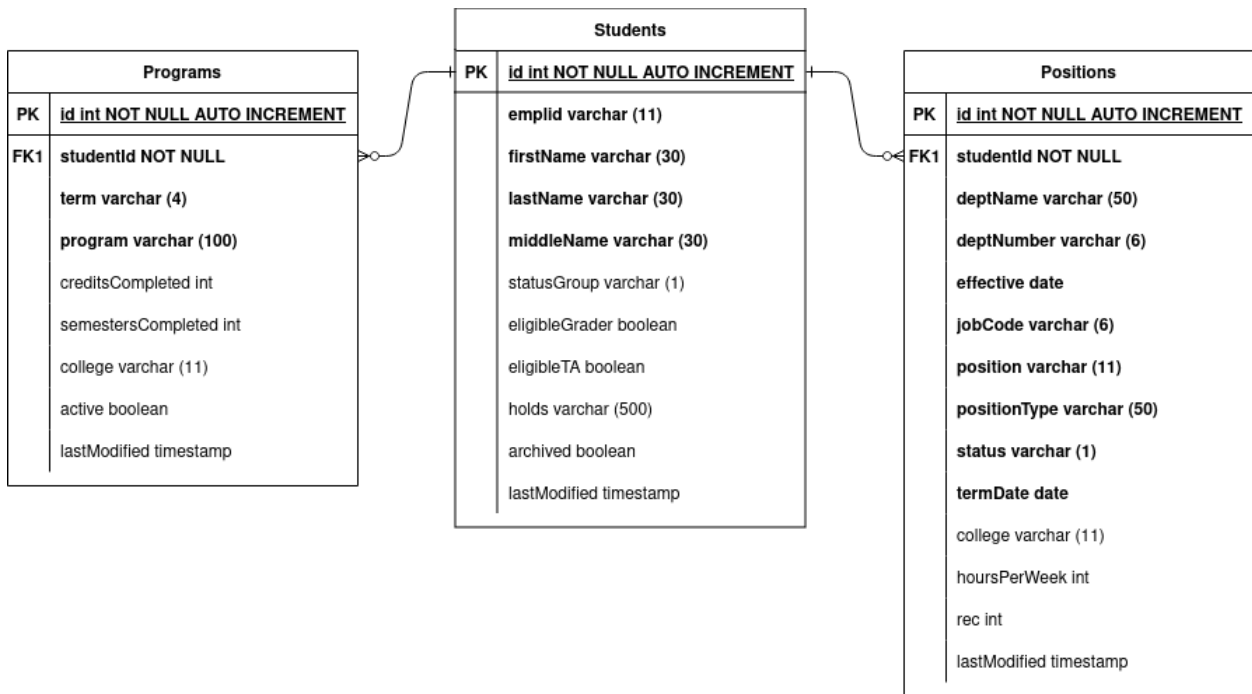 Programs
PK id int NOT NULL AUTO INCREMENT
FK1 studentId NOT NULL
term varchar (4)
program varchar (100)
creditsCompleted int
semestersCompleted int
college varchar (11)
active boolean
lastModified timestamp
Students
PK id int NOT NULL AUTO INCREMENT
emplid varchar (11)
firstName varchar (30)
lastName varchar (30)
middleName varchar (30)
statusGroup varchar (1)
eligibleGrader boolean
eligibleTA boolean
holds varchar (500)
archived boolean
lastModified timestamp
Positions
PK id int NOT NULL AUTO INCREMENT
FK1 studentId NOT NULL
deptName varchar (50)
deptNumber varchar (6)
effective date
jobCode varchar (6)
position varchar (11)
positionType varchar (50)
status varchar (1)
termDate date
college varchar (11)
hoursPerWeek int
rec int
lastModified timestamp